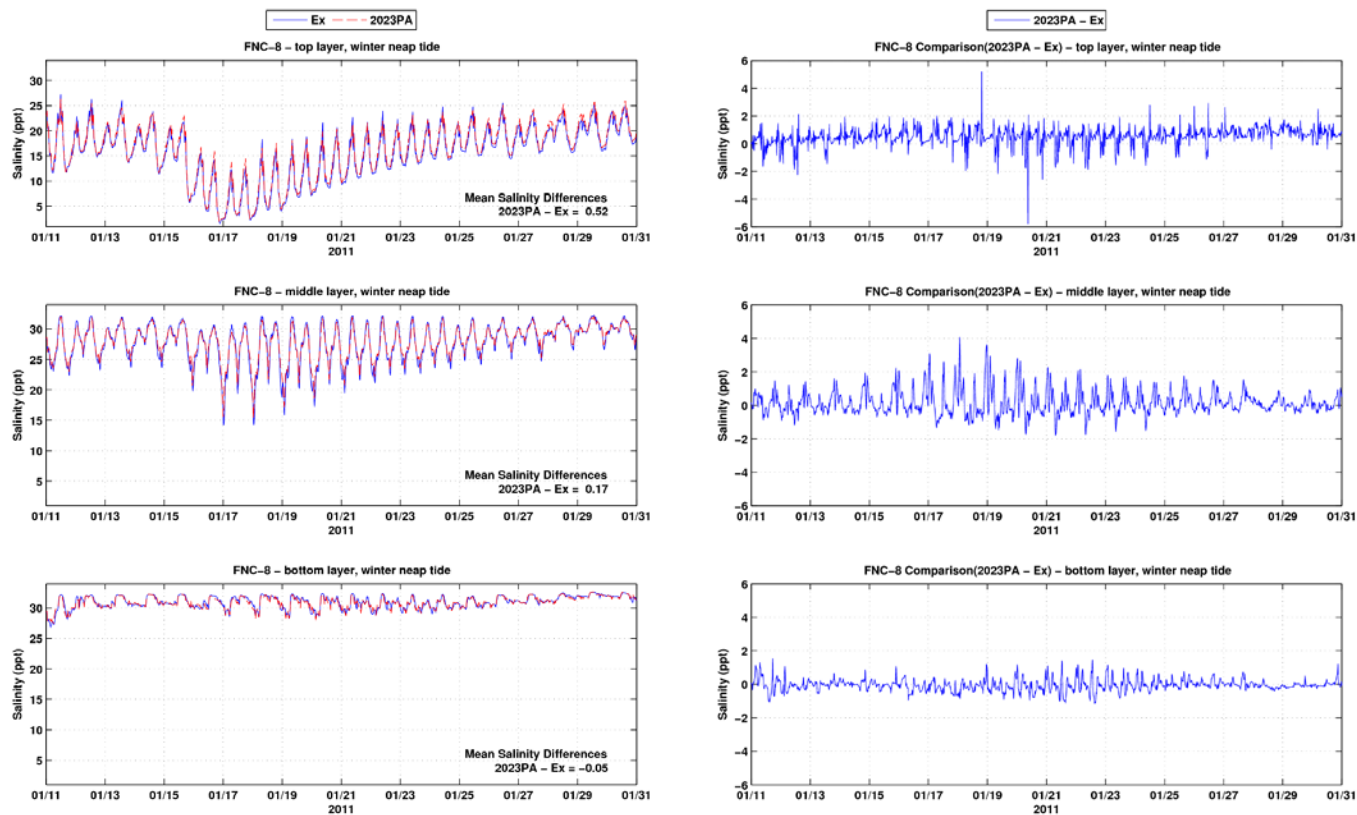 Ex 2023PA
FNC-8 - top layer, winter neap tide
Salinity (ppt)
30
25
20
15
10
5
01/11 01/13 01/15 01/17 01/19 01/21 01/23 01/25 01/27 01/29 01/31
2011
Mean Salinity Differences
2023PA - Ex = 0.52
2023PA - Ex
FNC-8 Comparison(2023PA - Ex) - top layer, winter neap tide
Salinity (ppt)
6
4
2
0
-2
-4
-6
01/11 01/13 01/15 01/17 01/19 01/21 01/23 01/25 01/27 01/29 01/31
2011
FNC-8 - middle layer, winter neap tide
Salinity (ppt)
30
25
20
15
10
5
01/11 01/13 01/15 01/17 01/19 01/21 01/23 01/25 01/27 01/29 01/31
2011
Mean Salinity Differences
2023PA - Ex = 0.17
FNC-8 Comparison(2023PA - Ex) - middle layer, winter neap tide
Salinity (ppt)
6
4
2
0
-2
-4
-6
01/11 01/13 01/15 01/17 01/19 01/21 01/23 01/25 01/27 01/29 01/31
2011
FNC-8 - bottom layer, winter neap tide
Salinity (ppt)
30
25
20
15
10
5
01/11 01/13 01/15 01/17 01/19 01/21 01/23 01/25 01/27 01/29 01/31
2011
Mean Salinity Differences
2023PA - Ex = -0.05
FNC-8 Comparison(2023PA - Ex) - bottom layer, winter neap tide
Salinity (ppt)
6
4
2
0
-2
-4
-6
01/11 01/13 01/15 01/17 01/19 01/21 01/23 01/25 01/27 01/29 01/31
2011